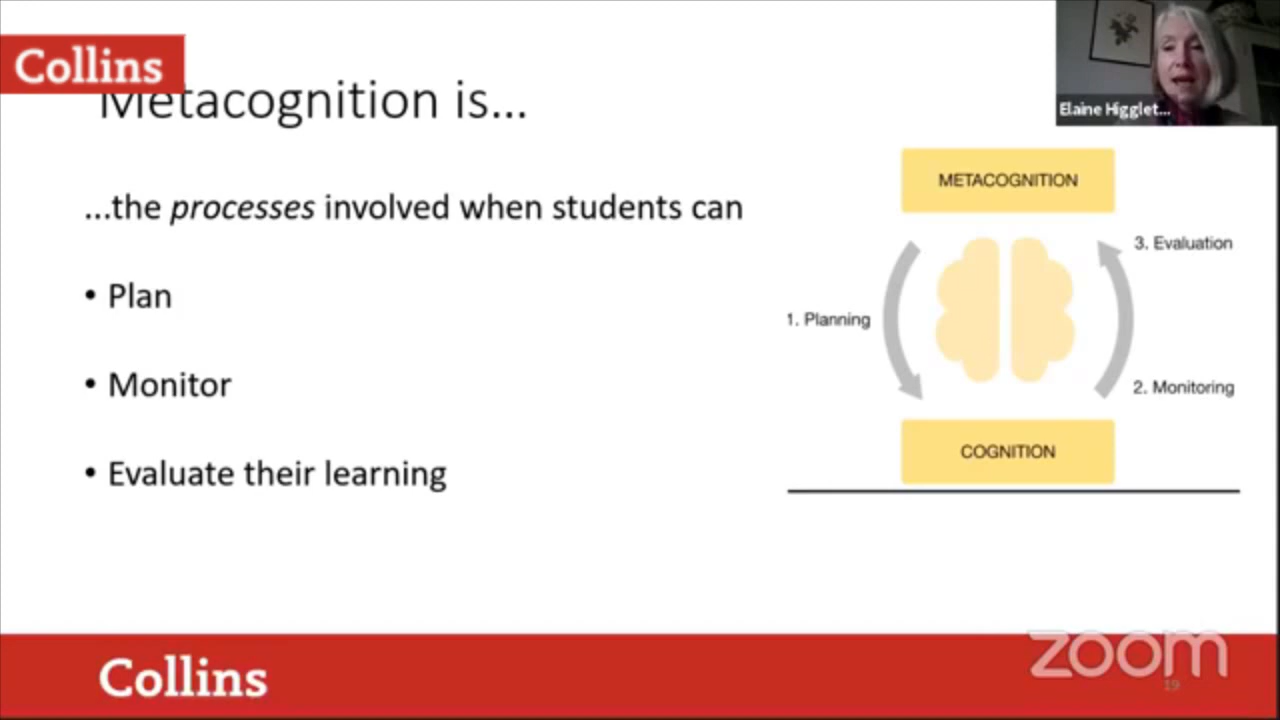 Collins
Metacognition is...
Elaine Higglet...
...the processes involved when students can
• Plan
• Monitor
• Evaluate their learning
METACOGNITION
3. Evaluation
1. Planning
2. Monitoring
COGNITION
Collins
zoom
19